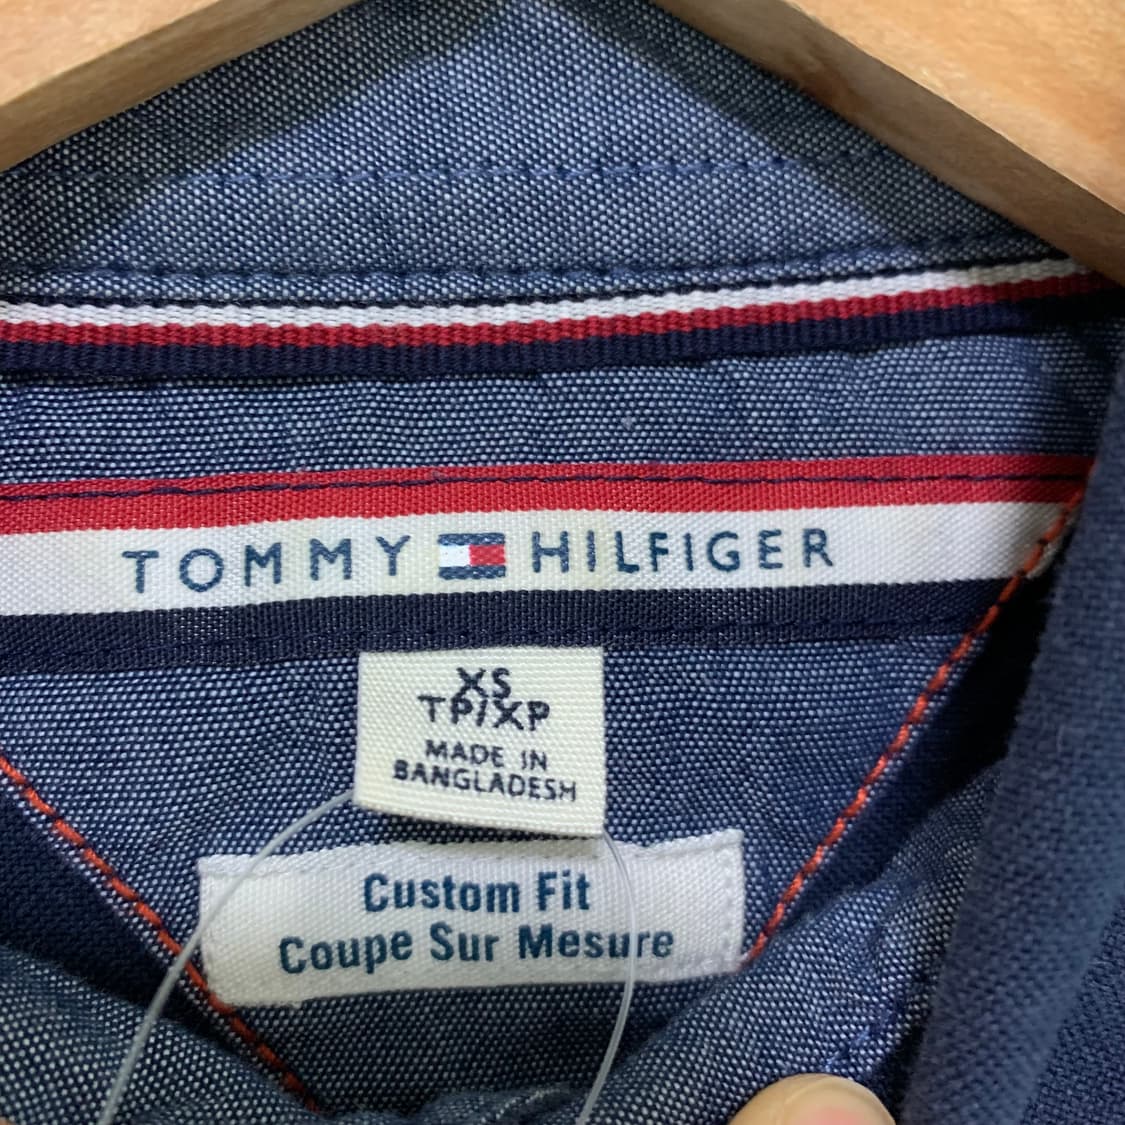 TOMMY HILFIGER
XS
TP/XP
MADE IN
BANGLADESH
Custom Fit
Coupe Sur Mesure